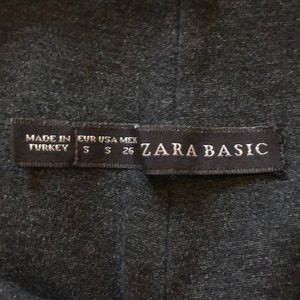 MADE IN
TURKEY
EUR USA MEX
S S 26
ZARA BASIC